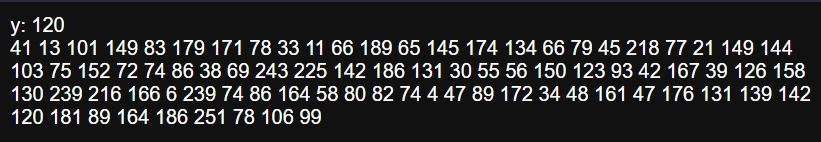 y: 120
41 13 101 149 83 179 171 78 33 11 66 189 65 145 174 134 66 79 45 218 77 21 149 144
103 75 152 72 74 86 38 69 243 225 142 186 131 30 55 56 150 123 93 42 167 39 126 158
130 239 216 166 6 239 74 86 164 58 80 82 74 4 47 89 172 34 48 161 47 176 131 139 142
120 181 89 164 186 251 78 106 99